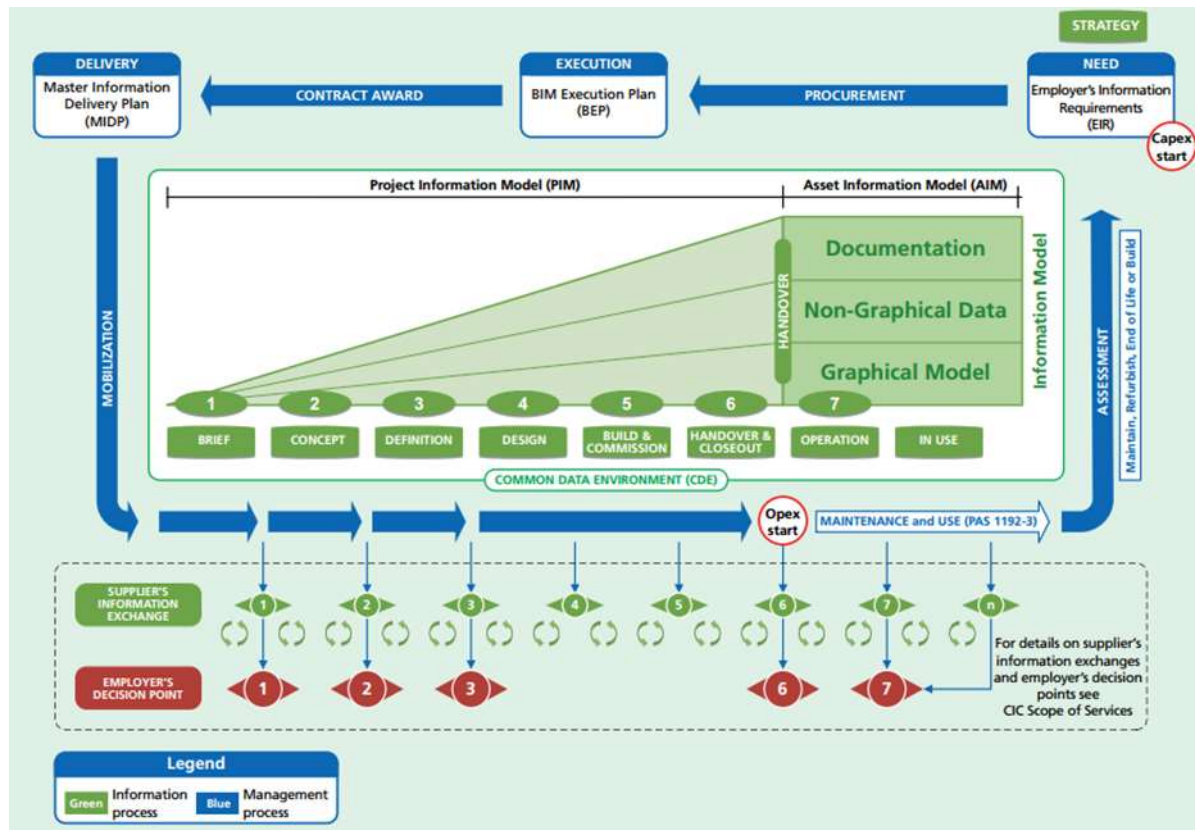 STRATEGY
DELIVERY
Master Information
Delivery Plan
(MIDP)
CONTRACT AWARD
EXECUTION
BIM Execution Plan
(BEP)
PROCUREMENT
NEED
Employer's Information
Requirements
(EIR)
Capex
start
Project Information Model (PIM)
Asset Information Model (AIM)
Documentation
Non-Graphical Data
Graphical Model
HANDOVER
Information Model
MOBILIZATION
ASSESSMENT
Maintain, Refurbish, End of Life or Build
1
2
3
4
5
6
7
BRIEF
CONCEPT
DEFINITION
DESIGN
BUILD &
COMMISSION
HANDOVER &
CLOSEOUT
OPERATION
IN USE
COMMON DATA ENVIRONMENT (CDE)
Opex
start
MAINTENANCE and USE (PAS 1192-3)
SUPPLIER'S
INFORMATION
EXCHANGE
1
2
3
4
5
6
7
n
EMPLOYER'S
DECISION POINT
1
2
3
6
7
For details on supplier's
information exchanges
and employer's decision
points see
CIC Scope of Services
Legend
Green
Information
process
Blue
Management
process